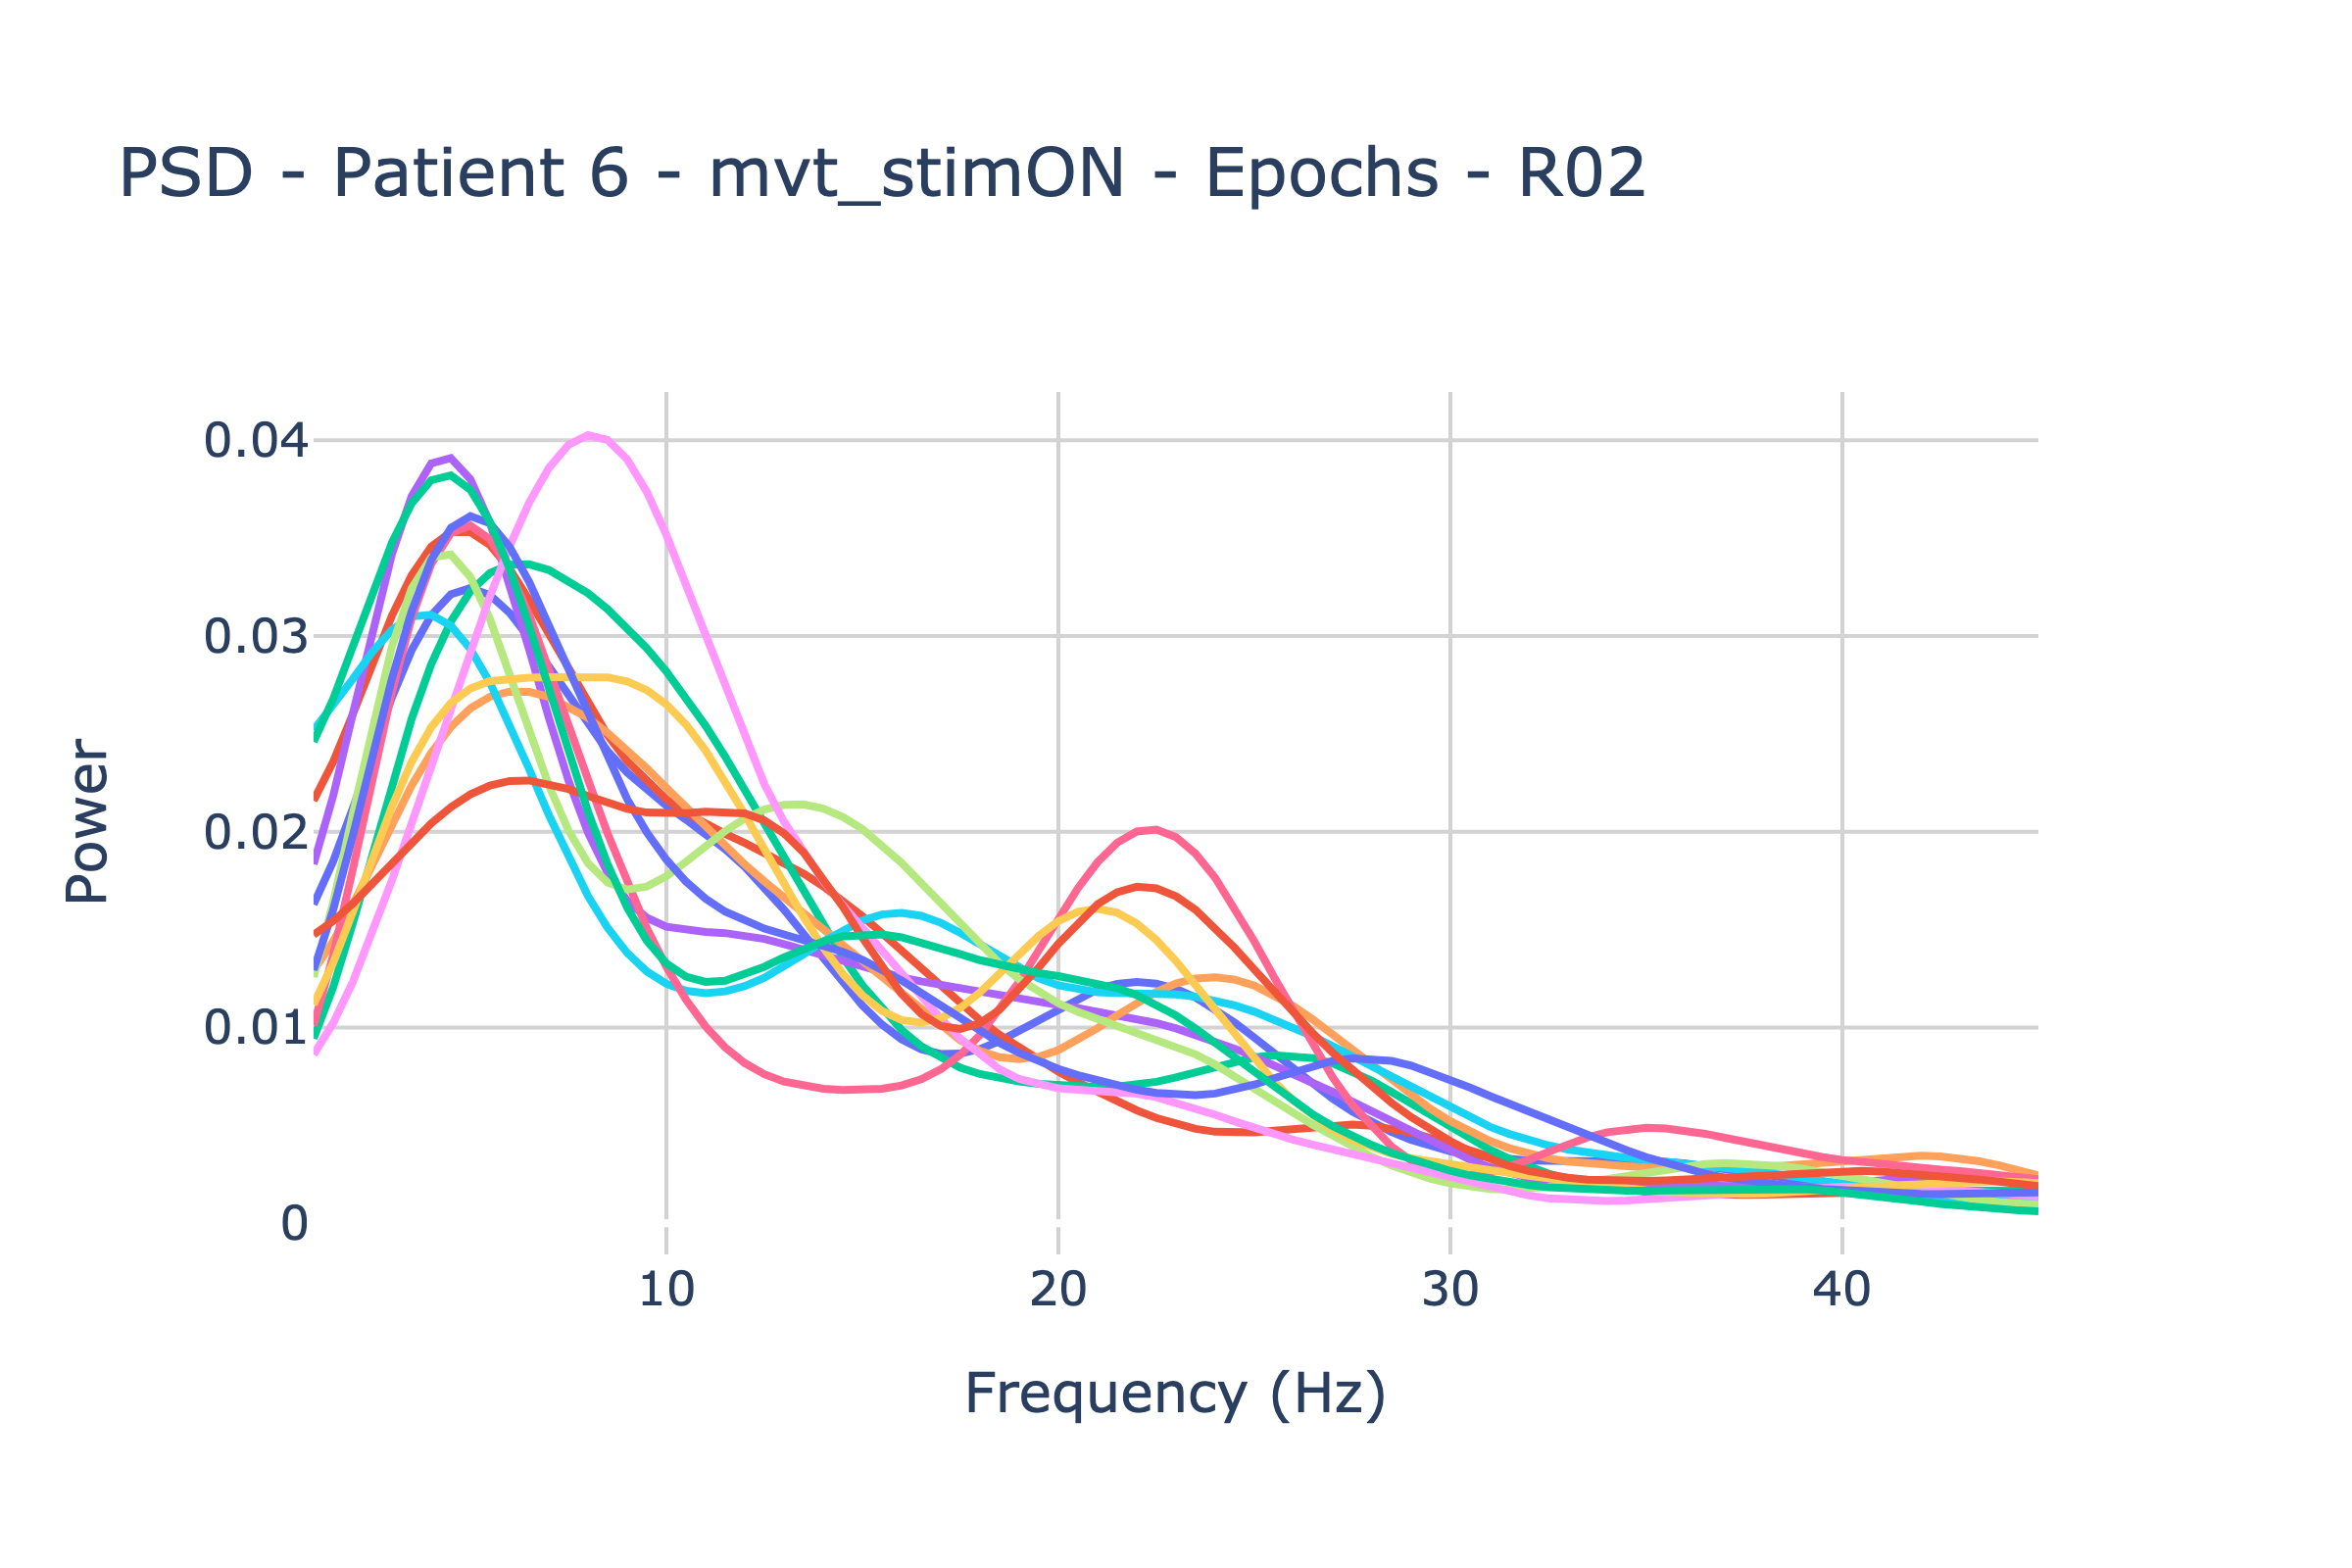 PSD - Patient 6 - mvt_stimON - Epochs - R02
0.04
0.03
0.02
0.01
0
10 20 30 40
Power
Frequency (Hz)